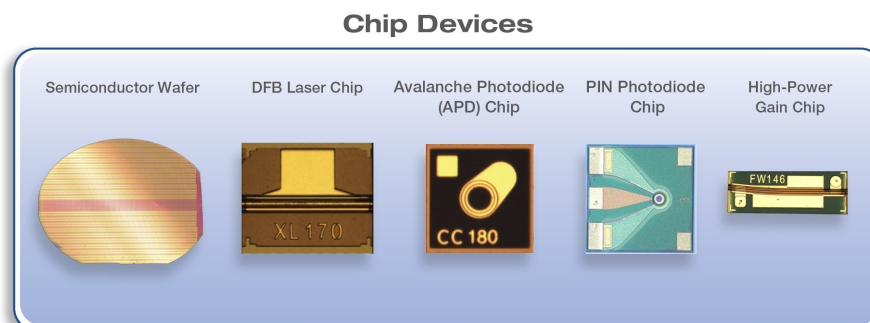 Chip Devices
Semiconductor Wafer
DFB Laser Chip
Avalanche Photodiode
(APD) Chip
PIN Photodiode
Chip
High-Power
Gain Chip
XL 170
CC 180
FW146